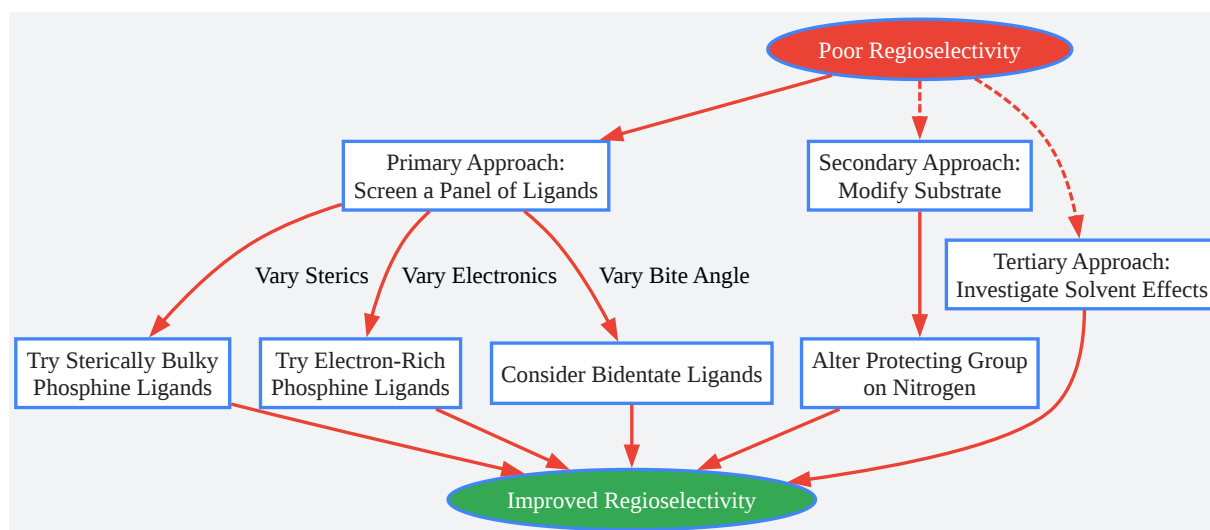 Poor Regioselectivity
Primary Approach:
Screen a Panel of Ligands
Secondary Approach:
Modify Substrate
Tertiary Approach:
Investigate Solvent Effects
Vary Sterics
Vary Electronics
Vary Bite Angle
Try Sterically Bulky
Phosphine Ligands
Try Electron-Rich
Phosphine Ligands
Consider Bidentate Ligands
Alter Protecting Group
on Nitrogen
Improved Regioselectivity